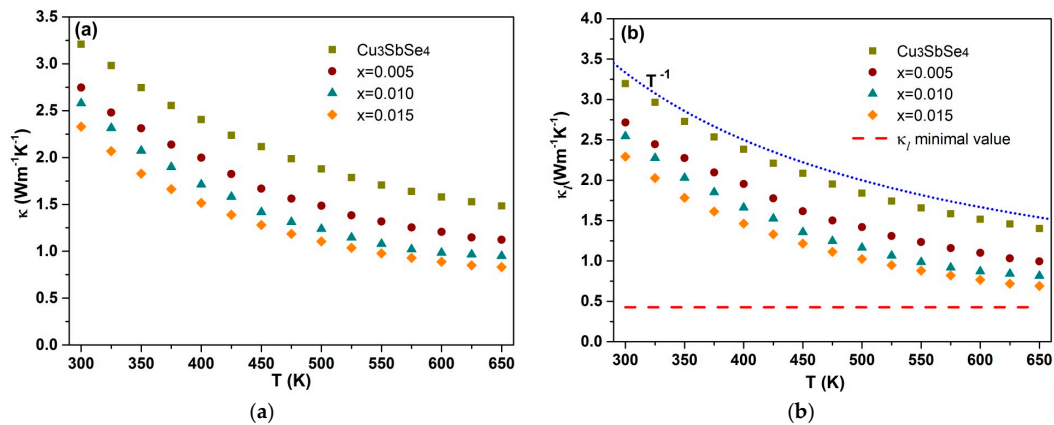 (a)
3.5
3.0
2.5
2.0
1.5
1.0
0.5
0.0
κ (Wm⁻¹K⁻¹)
Cu₃SbSe₄
x=0.005
x=0.010
x=0.015
300 350 400 450 500 550 600 650
T (K)
(a)
(b)
4.0
3.5
3.0
2.5
2.0
1.5
1.0
0.5
0.0
κₗ(Wm⁻¹K⁻¹)
T⁻¹
Cu₃SbSe₄
x=0.005
x=0.010
x=0.015
κₗ minimal value
300 350 400 450 500 550 600 650
T (K)
(b)